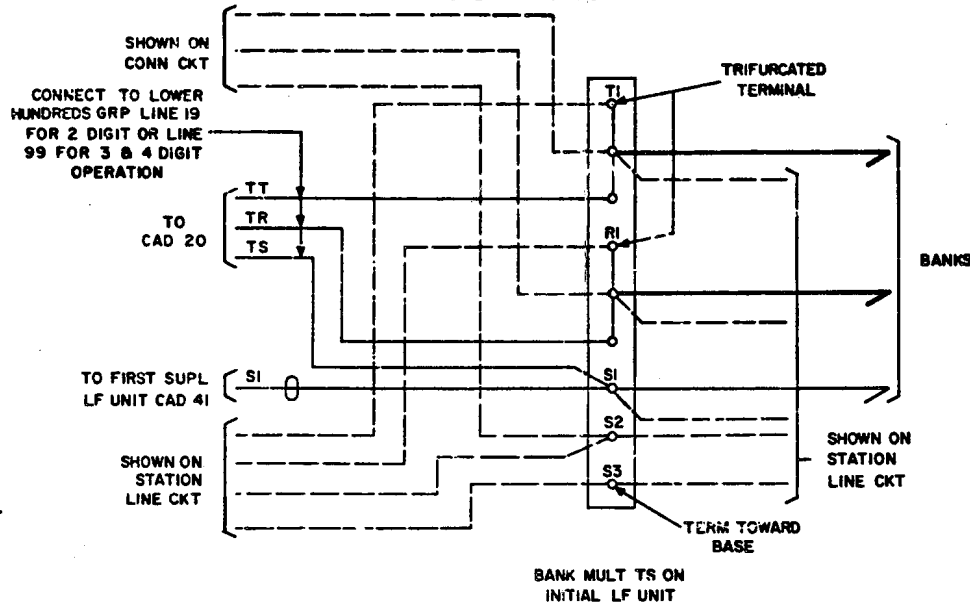 SHOWN ON
CONN CKT
CONNECT TO LOWER
HUNDREDS GRP LINE 19
FOR 2 DIGIT OR LINE
99 FOR 3 & 4 DIGIT
OPERATION
TT
TR
TS
TO
CAD 20
TO FIRST SUPL
LF UNIT CAD 41
S1
SHOWN ON
STATION
LINE CKT
T1
R1
S1
S2
S3
TRIFURCATED
TERMINAL
BANKS
SHOWN ON
STATION
LINE CKT
TERM TOWARD
BASE
BANK MULT TS ON
INITIAL LF UNIT